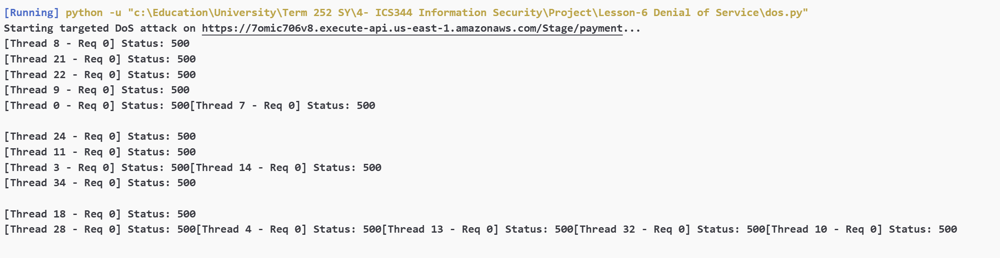 [Running] python -u "c:\Education\University\Term 252 SY\4- ICS344 Information Security\Project\Lesson-6 Denial of Service\dos.py"
Starting targeted DoS attack on https://7omic706v8.execute-api.us-east-1.amazonaws.com/Stage/payment...
[Thread 8 - Req 0] Status: 500
[Thread 21 - Req 0] Status: 500
[Thread 22 - Req 0] Status: 500
[Thread 9 - Req 0] Status: 500
[Thread 0 - Req 0] Status: 500[Thread 7 - Req 0] Status: 500
[Thread 24 - Req 0] Status: 500
[Thread 11 - Req 0] Status: 500
[Thread 3 - Req 0] Status: 500[Thread 14 - Req 0] Status: 500
[Thread 34 - Req 0] Status: 500
[Thread 18 - Req 0] Status: 500
[Thread 28 - Req 0] Status: 500[Thread 4 - Req 0] Status: 500[Thread 13 - Req 0] Status: 500[Thread 32 - Req 0] Status: 500[Thread 10 - Req 0] Status: 500